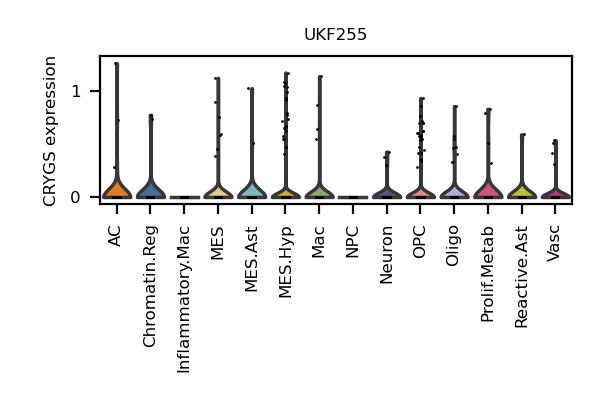 UKF255
CRYGS expression
1
0
AC
Chromatin.Reg
Inflammatory.Mac
MES
MES.Ast
MES.Hyp
Mac
NPC
Neuron
OPC
Oligo
Prolif.Metab
Reactive.Ast
Vasc